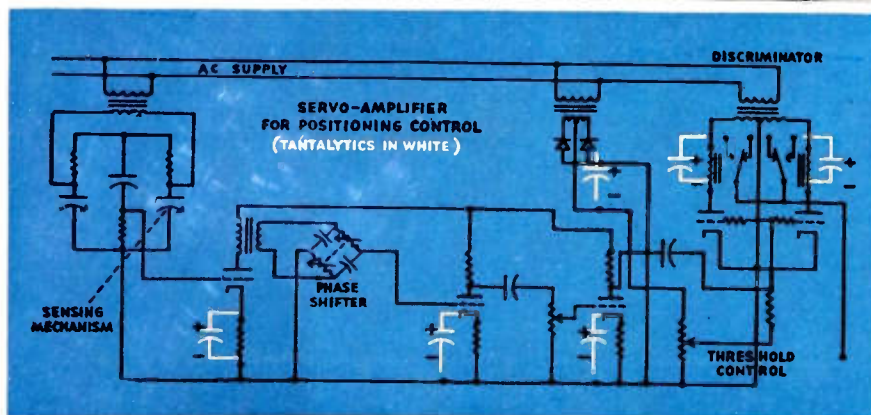 DISCRIMINATOR
AC SUPPLY
SERVO-AMPLIFIER
FOR POSITIONING CONTROL
(TANTALYTICS IN WHITE)
SENSING
MECHANISM
PHASE
SHIFTER
THRESHOLD
CONTROL
+
-
+
-
+
-
+
-
+
-
+
-